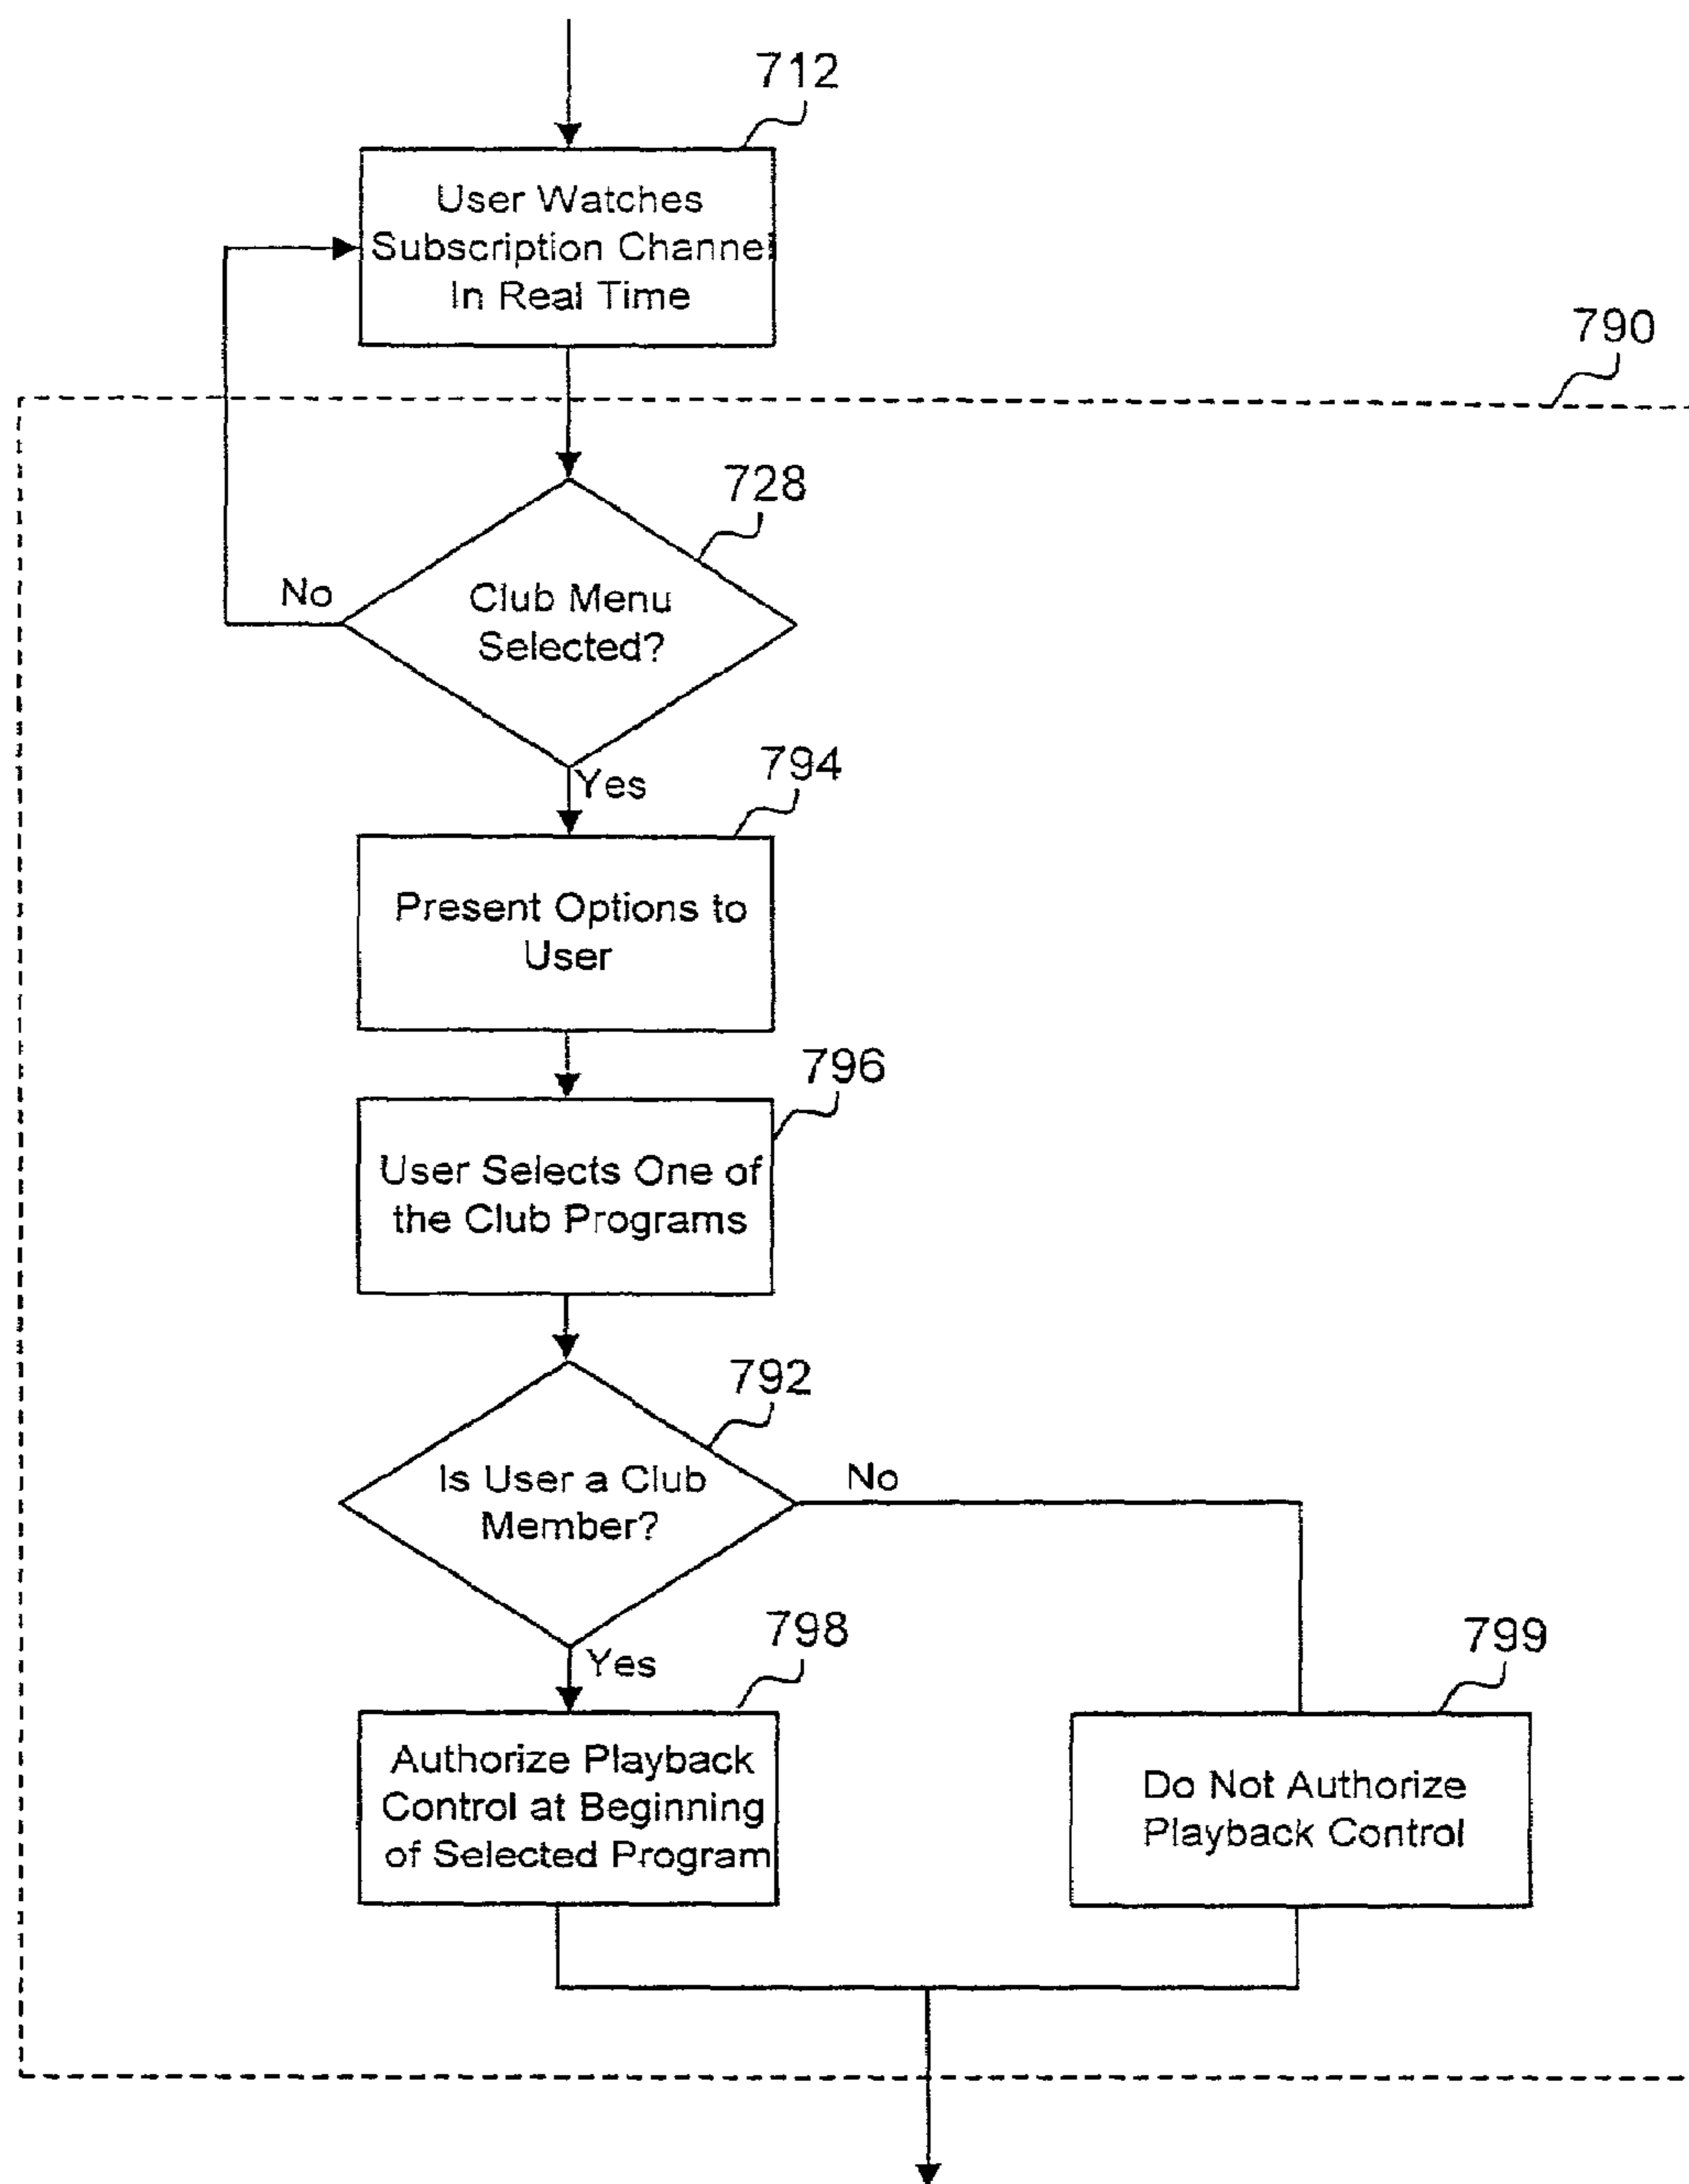 712
User Watches
Subscription Channel
In Real Time
790
728
No
Club Menu
Selected?
Yes
794
Present Options to
User
796
User Selects One of
the Club Programs
792
Is User a Club
Member?
No
Yes
798
Authorize Playback
Control at Beginning
of Selected Program
799
Do Not Authorize
Playback Control